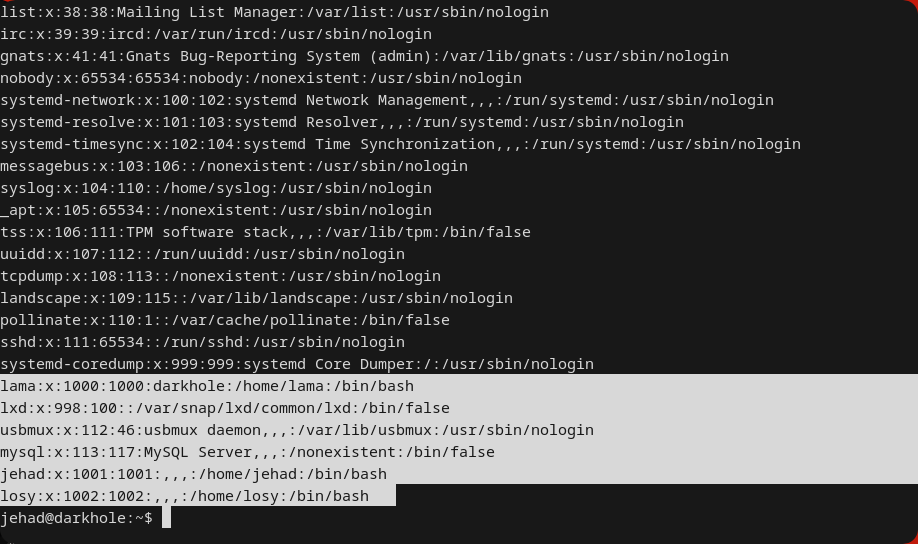 list:x:38:38:Mailing List Manager:/var/list:/usr/sbin/nologin
irc:x:39:39:ircd:/var/run/ircd:/usr/sbin/nologin
gnats:x:41:41:Gnats Bug-Reporting System (admin):/var/lib/gnats:/usr/sbin/nologin
nobody:x:65534:65534:nobody:/nonexistent:/usr/sbin/nologin
systemd-network:x:100:102:systemd Network Management,,,:/run/systemd:/usr/sbin/nologin
systemd-resolve:x:101:103:systemd Resolver,,,:/run/systemd:/usr/sbin/nologin
systemd-timesync:x:102:104:systemd Time Synchronization,,,:/run/systemd:/usr/sbin/nologin
messagebus:x:103:106::/nonexistent:/usr/sbin/nologin
syslog:x:104:110::/home/syslog:/usr/sbin/nologin
_apt:x:105:65534::/nonexistent:/usr/sbin/nologin
tss:x:106:111:TPM software stack,,,:/var/lib/tpm:/bin/false
uuidd:x:107:112::/run/uuidd:/usr/sbin/nologin
tcpdump:x:108:113::/nonexistent:/usr/sbin/nologin
landscape:x:109:115::/var/lib/landscape:/usr/sbin/nologin
pollinate:x:110:1::/var/cache/pollinate:/bin/false
sshd:x:111:65534::/run/sshd:/usr/sbin/nologin
systemd-coredump:x:999:999:systemd Core Dumper:/:/usr/sbin/nologin
lama:x:1000:1000:darkhole:/home/lama:/bin/bash
lxd:x:998:100::/var/snap/lxd/common/lxd:/bin/false
usbmux:x:112:46:usbmux daemon,,,:/var/lib/usbmux:/usr/sbin/nologin
mysql:x:113:117:MySQL Server,,,:/nonexistent:/bin/false
jehad:x:1001:1001:,,,:/home/jehad:/bin/bash
losy:x:1002:1002:,,,:/home/losy:/bin/bash
jehad@darkhole:~$